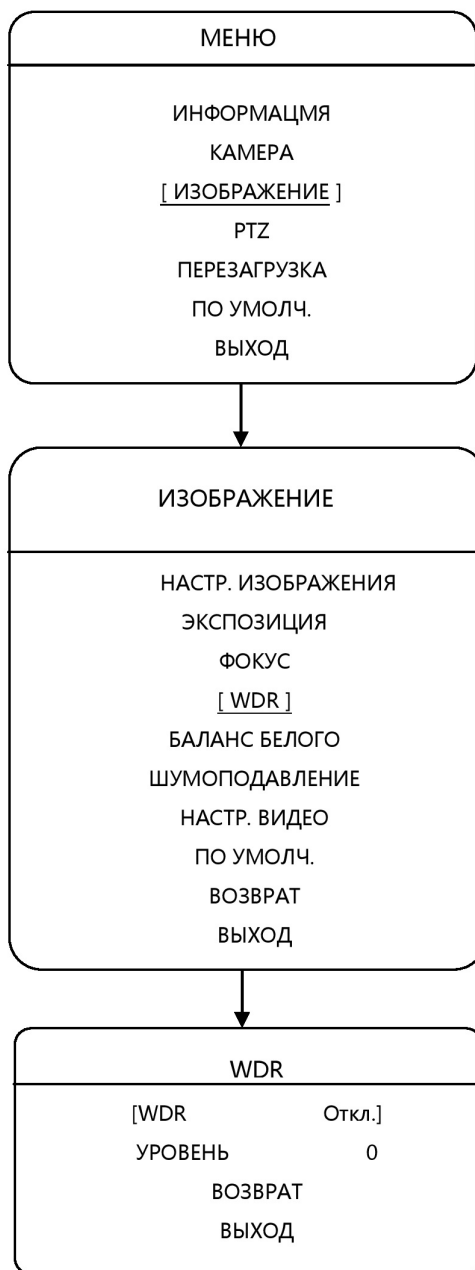 МЕНЮ
ИНФОРМАЦМЯ
КАМЕРА
[ ИЗОБРАЖЕНИЕ ]
PTZ
ПЕРЕЗАГРУЗКА
ПО УМОЛЧ.
ВЫХОД
ИЗОБРАЖЕНИЕ
НАСТР. ИЗОБРАЖЕНИЯ
ЭКСПОЗИЦИЯ
ФОКУС
[ WDR ]
БАЛАНС БЕЛОГО
ШУМОПОДАВЛЕНИЕ
НАСТР. ВИДЕО
ПО УМОЛЧ.
ВОЗВРАТ
ВЫХОД
WDR
[WDR Откл.]
УРОВЕНЬ 0
ВОЗВРАТ
ВЫХОД